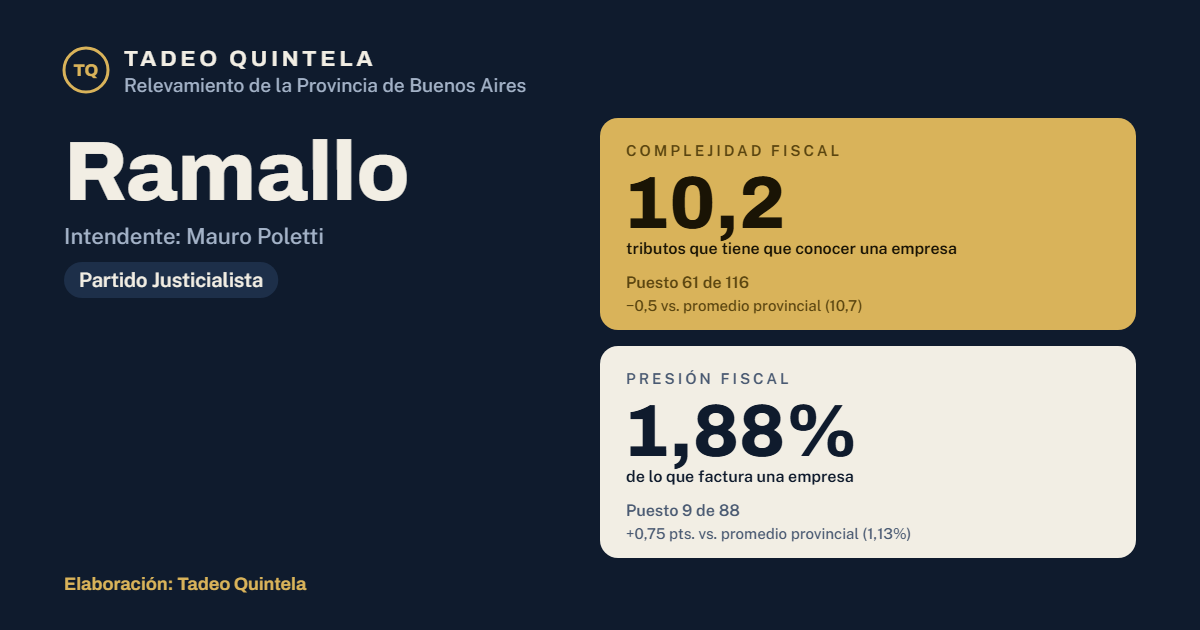 TQ
TADEO QUINTELA
Relevamiento de la Provincia de Buenos Aires
Ramallo
Intendente: Mauro Poletti
Partido Justicialista
COMPLEJIDAD FISCAL
10,2
tributos que tiene que conocer una empresa
Puesto 61 de 116
−0,5 vs. promedio provincial (10,7)
PRESIÓN FISCAL
1,88%
de lo que factura una empresa
Puesto 9 de 88
+0,75 pts. vs. promedio provincial (1,13%)
Elaboración: Tadeo Quintela